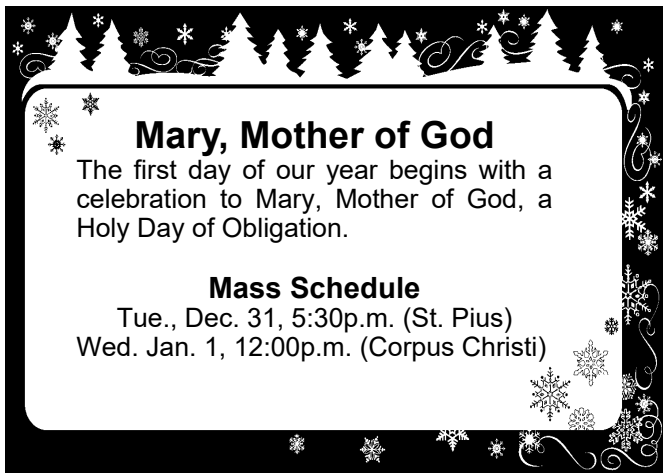 Mary, Mother of God
The first day of our year begins with a
celebration to Mary, Mother of God, a
Holy Day of Obligation.
Mass Schedule
Tue., Dec. 31, 5:30p.m. (St. Pius)
Wed. Jan. 1, 12:00p.m. (Corpus Christi)